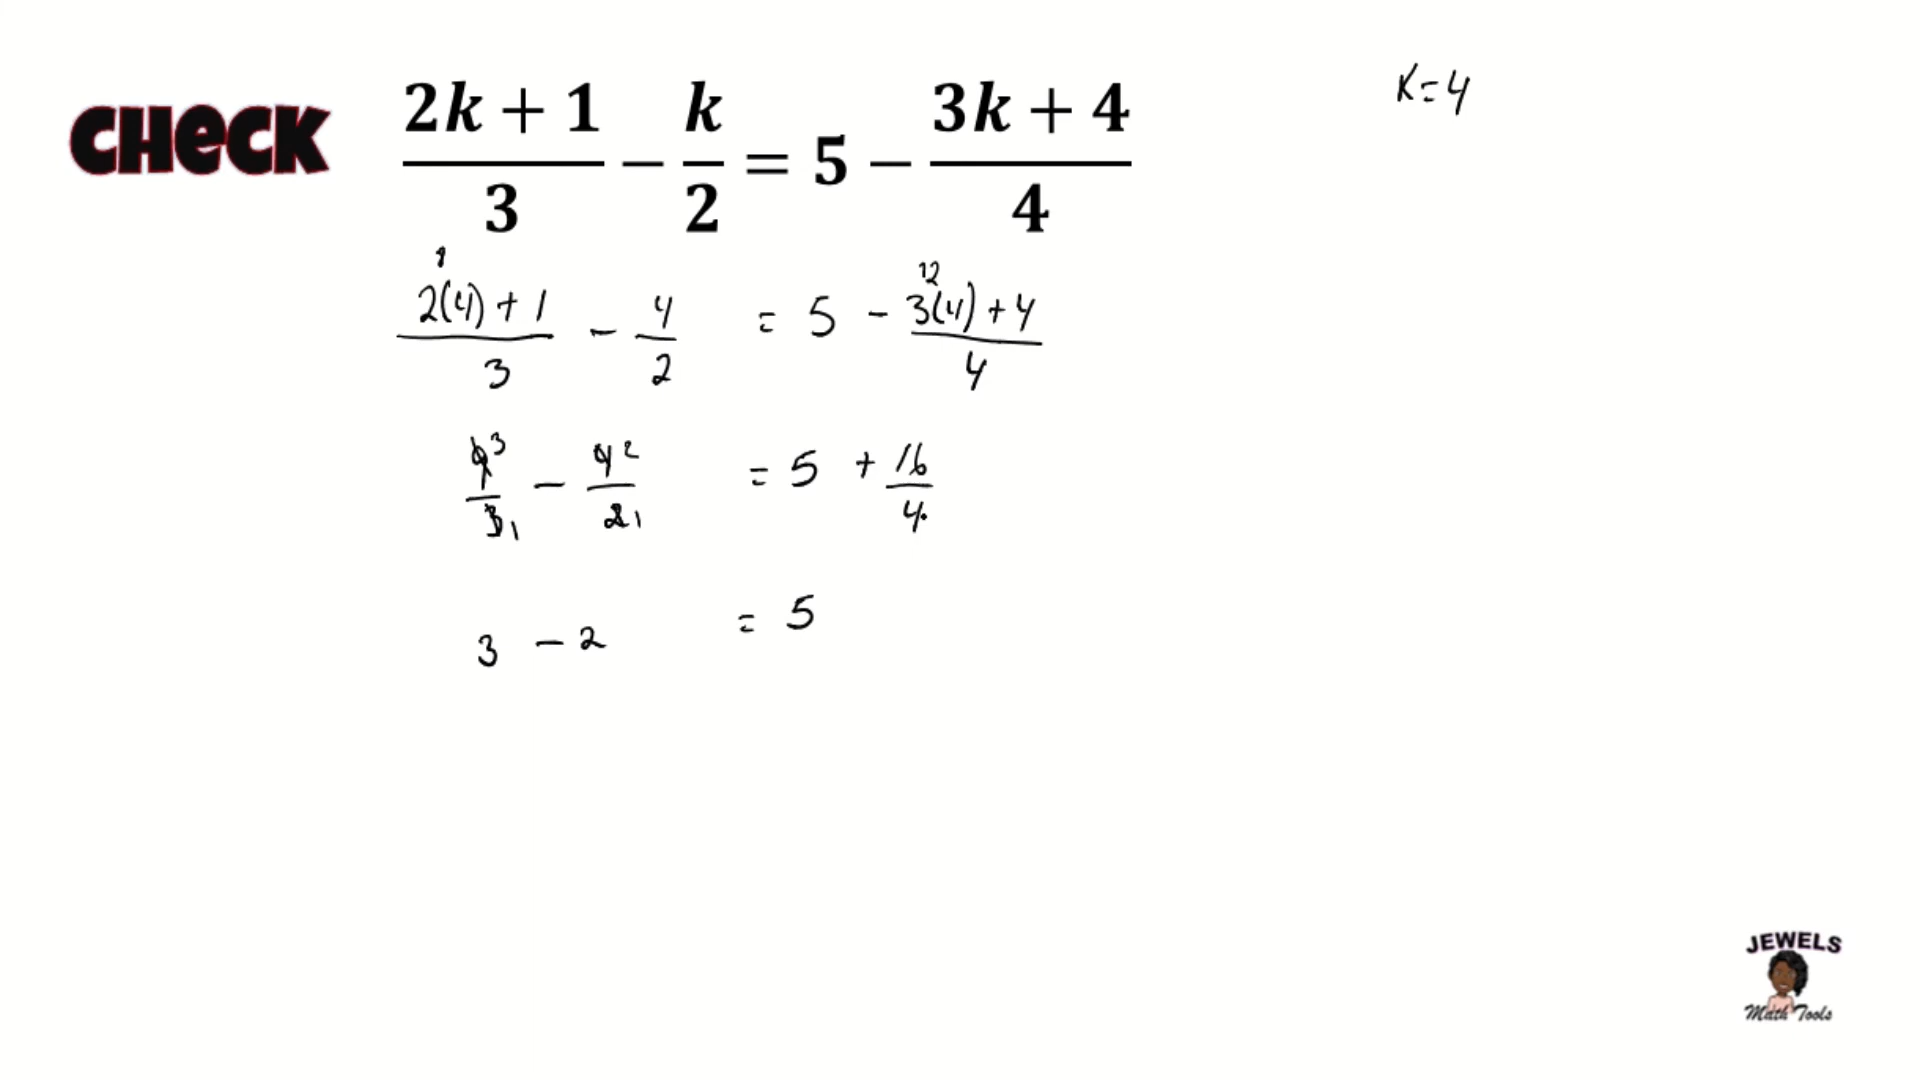 CHECK
(2k + 1)/3 − k/2 = 5 − (3k + 4)/4
K = 4
8 12
(2(4) + 1)/3 − 4/2 = 5 − (3(4) + 4)/4
3 2
9/3 − 4/2 = 5 + 16/4
1 1
3 − 2 = 5
JEWELS
Math Tools